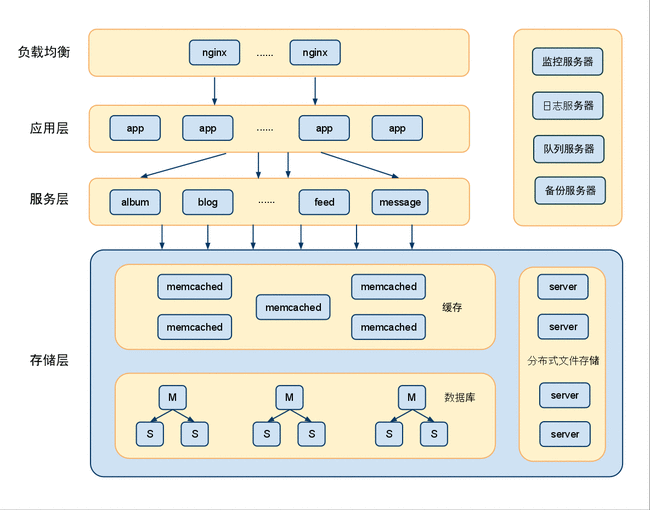 负载均衡
nginx ...... nginx
应用层
app app ...... app app
服务层
album blog ...... feed message
存储层
memcached memcached
memcached
memcached memcached
缓存
M M M
S S S S S S
数据库
监控服务器
日志服务器
队列服务器
备份服务器
server
server
分布式文件存储
server
server